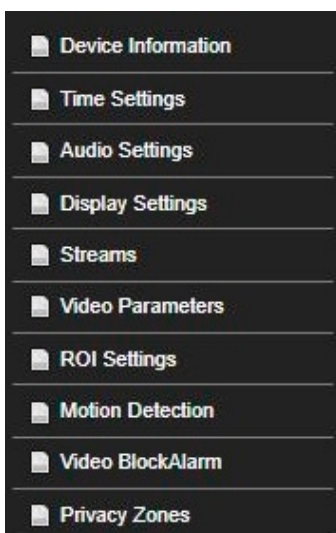 Device Information
Time Settings
Audio Settings
Display Settings
Streams
Video Parameters
ROI Settings
Motion Detection
Video BlockAlarm
Privacy Zones